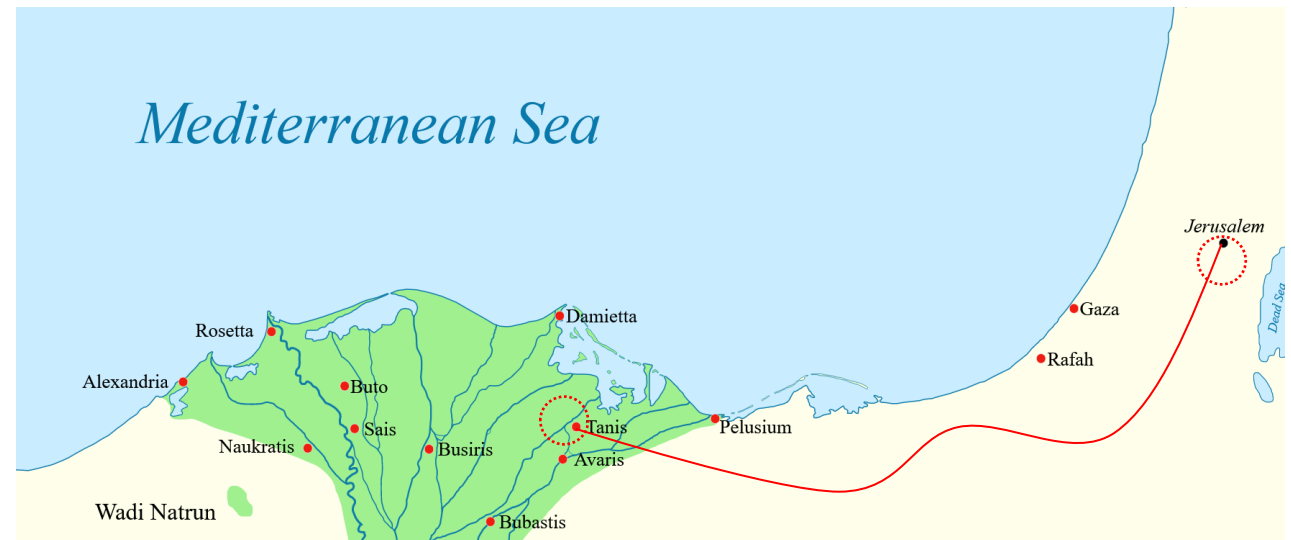 Mediterranean Sea
Jerusalem
Dead Sea
Gaza
Damietta
Rosetta
Rafah
Alexandria
Buto
Tanis
Pelusium
Sais
Naukratis
Busiris
Avaris
Wadi Natrun
Bubastis